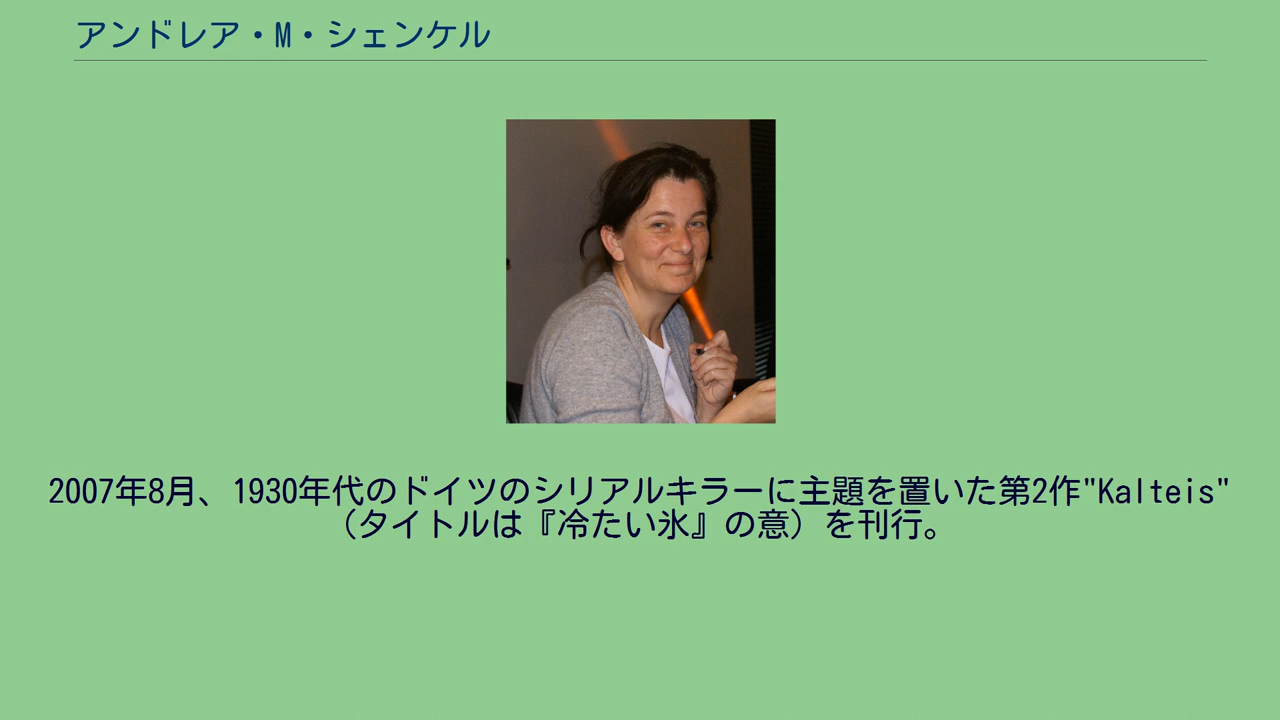 アンドレア・M・シェンケル
2007年8月、1930年代のドイツのシリアルキラーに主題を置いた第2作"Kalteis"
（タイトルは『冷たい氷』の意）を刊行。